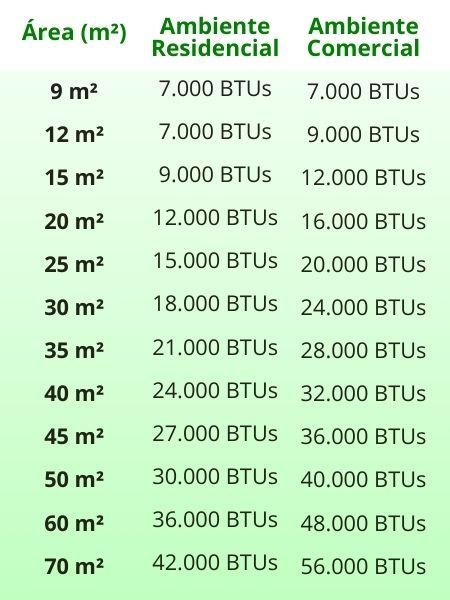 Área (m²) Ambiente Residencial Ambiente Comercial
9 m² 7.000 BTUs 7.000 BTUs
12 m² 7.000 BTUs 9.000 BTUs
15 m² 9.000 BTUs 12.000 BTUs
20 m² 12.000 BTUs 16.000 BTUs
25 m² 15.000 BTUs 20.000 BTUs
30 m² 18.000 BTUs 24.000 BTUs
35 m² 21.000 BTUs 28.000 BTUs
40 m² 24.000 BTUs 32.000 BTUs
45 m² 27.000 BTUs 36.000 BTUs
50 m² 30.000 BTUs 40.000 BTUs
60 m² 36.000 BTUs 48.000 BTUs
70 m² 42.000 BTUs 56.000 BTUs